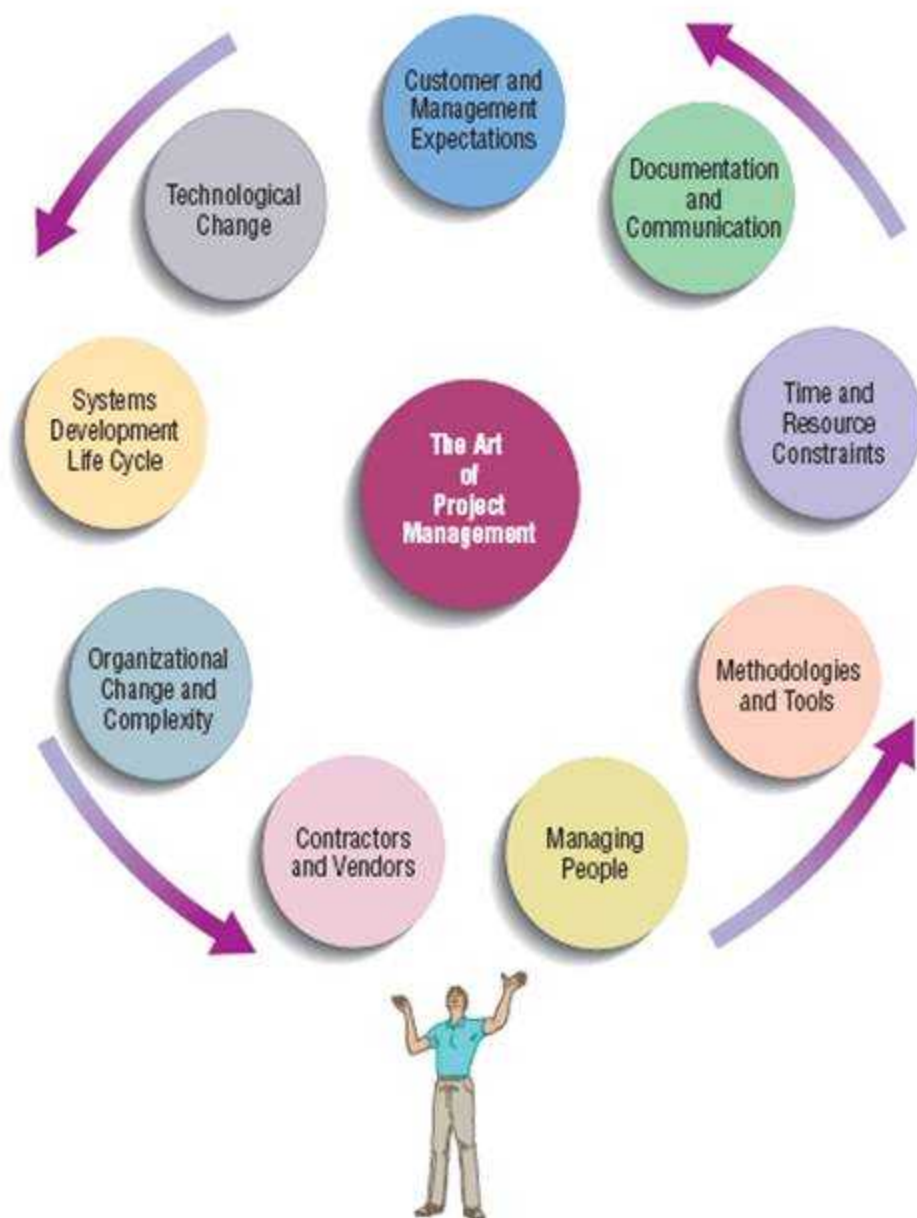 Customer and
Management
Expectations
Documentation
and
Communication
Technological
Change
Time and
Resource
Constraints
Systems
Development
Life Cycle
The Art
of
Project
Management
Organizational
Change and
Complexity
Methodologies
and Tools
Contractors
and Vendors
Managing
People